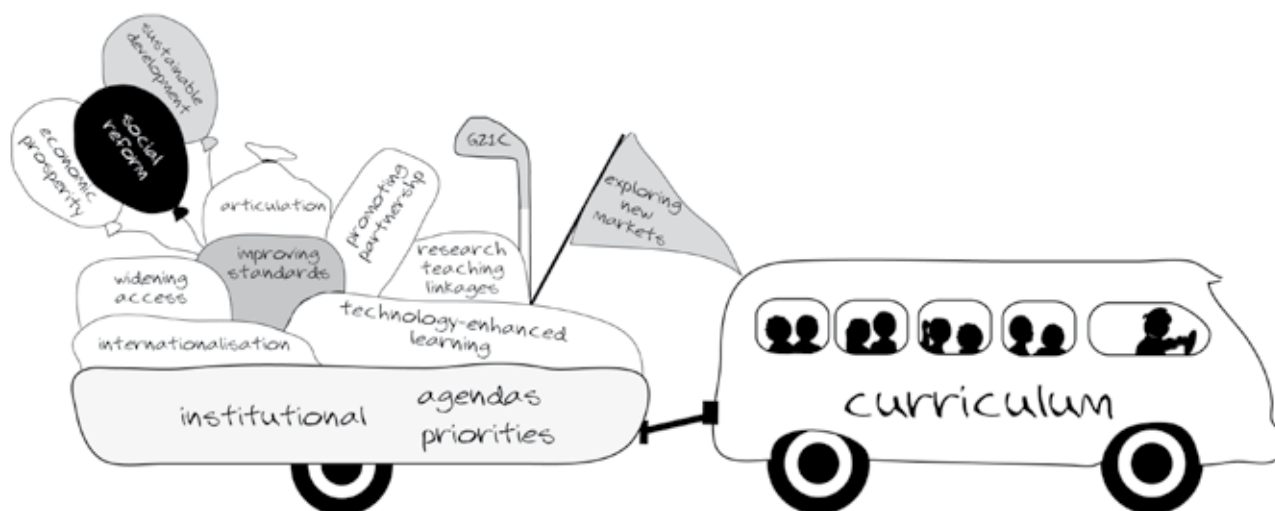 sustainable
development
social
reform
economic
prosperity
articulation
promoting
partnershp
G21C
exploring
new
markets
improving
standards
research
teaching
linkages
widening
access
technology-enhanced
learning
internationalisation
institutional
agendas
priorities
curriculum